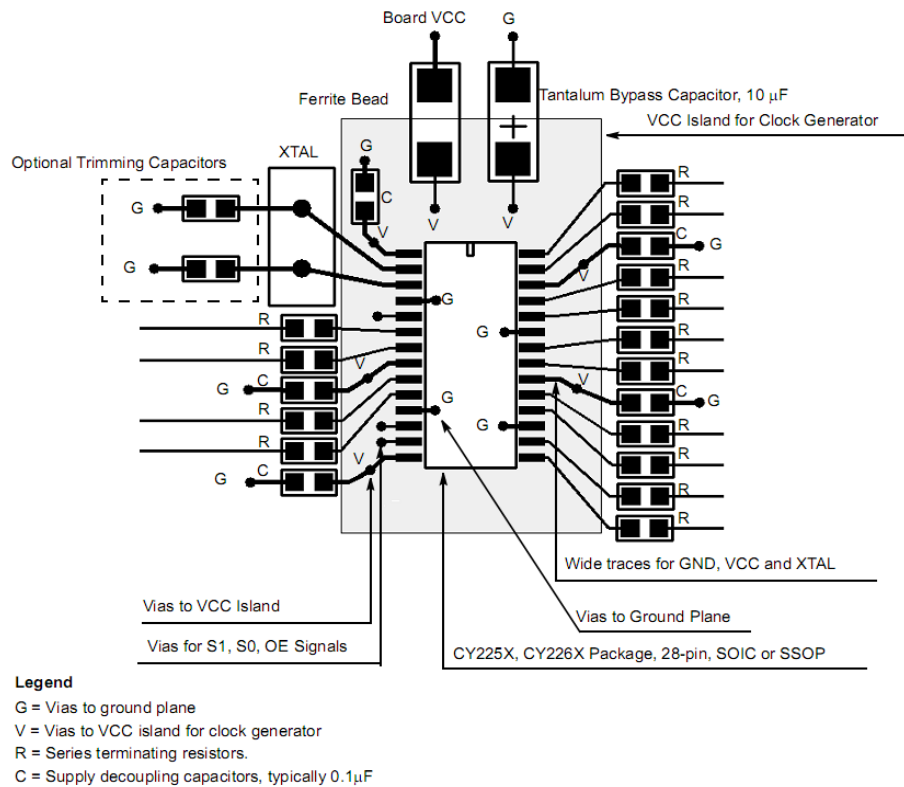 Board VCC
G
Ferrite Bead
Tantalum Bypass Capacitor, 10 μF
VCC Island for Clock Generator
Optional Trimming Capacitors
XTAL
G
R
G
C
R
V
V
V
C
G
G
V
R
G
R
R
G
R
R
V
R
G
C
V
C
G
R
G
R
G
R
R
V
G
C
R
R
Wide traces for GND, VCC and XTAL
Vias to VCC Island
Vias to Ground Plane
Vias for S1, S0, OE Signals
CY225X, CY226X Package, 28-pin, SOIC or SSOP
Legend
G = Vias to ground plane
V = Vias to VCC island for clock generator
R = Series terminating resistors.
C = Supply decoupling capacitors, typically 0.1μF